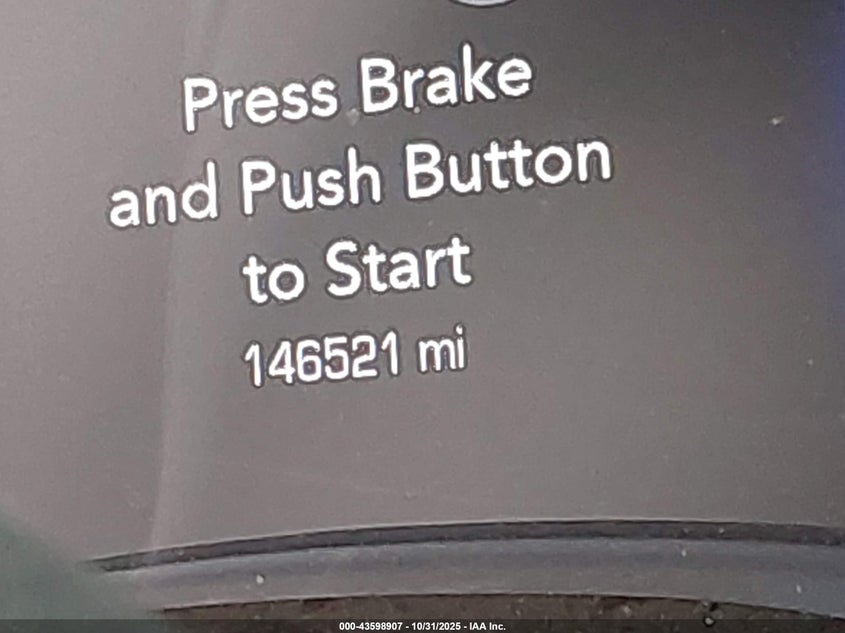 Press Brake
and Push Button
to Start
146521 mi
000-43598907 - 10/31/2025 - IAA Inc.